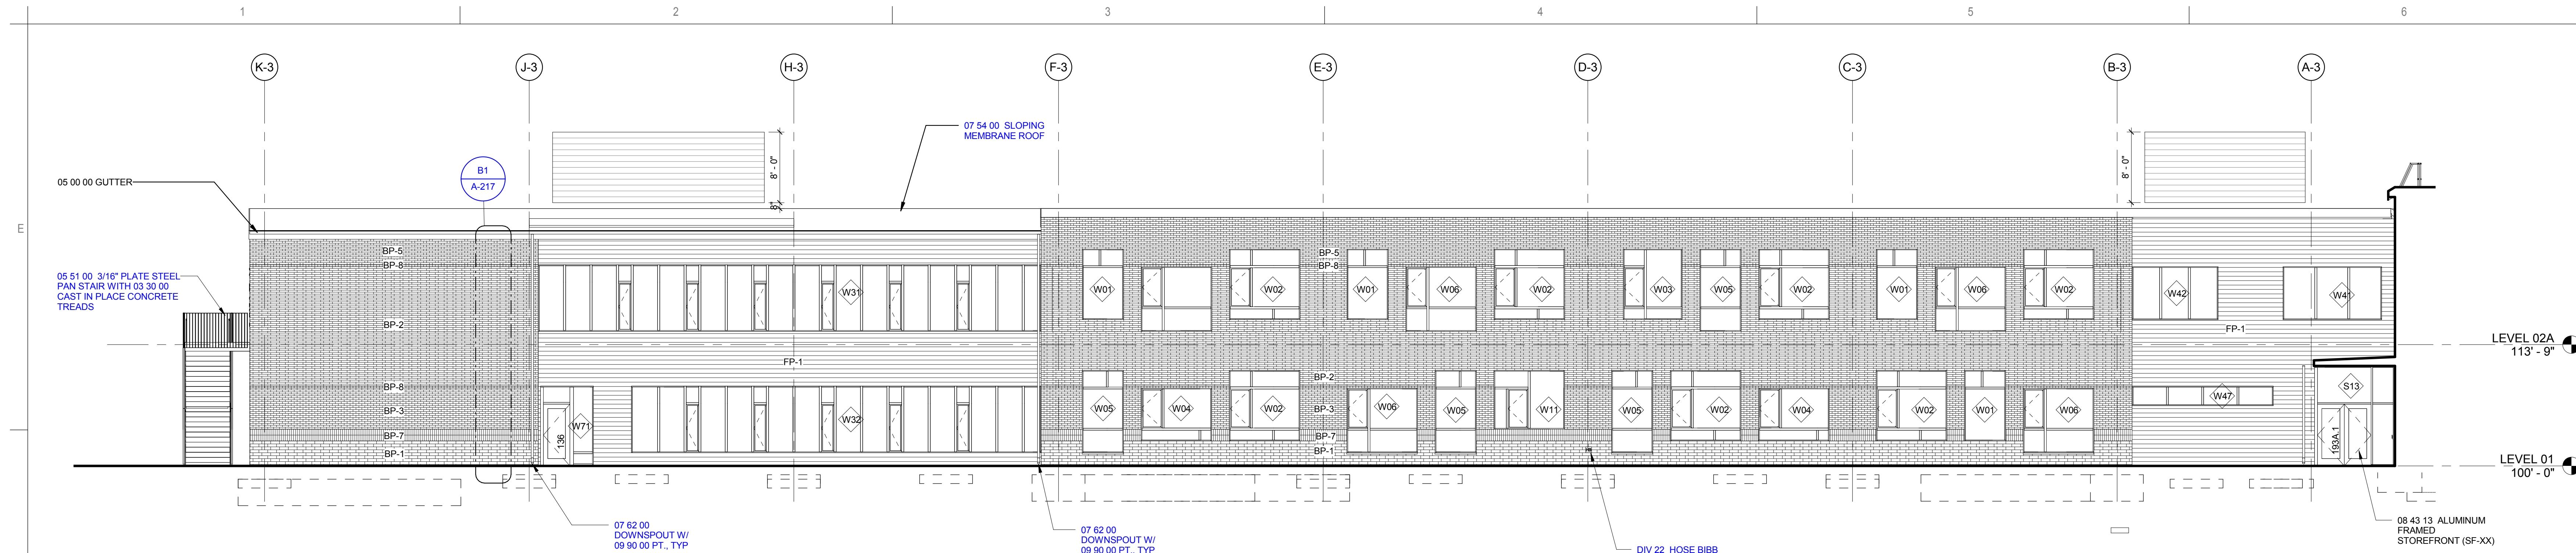 1 2 3 4 5 6
K-3 J-3 H-3 F-3 E-3 D-3 C-3 B-3 A-3
07 54 00 SLOPING
MEMBRANE ROOF
8' - 0"
8' - 0"
8"
B1
A-217
05 00 00 GUTTER
E
BP-5
BP-8
BP-5
BP-8
05 51 00 3/16" PLATE STEEL
PAN STAIR WITH 03 30 00
CAST IN PLACE CONCRETE
TREADS
W31 W01 W02 W01 W06 W02 W03 W05 W02 W01 W06 W02 W42 W41
BP-2
FP-1
LEVEL 02A
113' - 9"
FP-1
BP-2
BP-8
S13
W47
BP-3
BP-3
W32 W05 W04 W02 W06 W05 W11 W05 W02 W04 W02 W01 W06
W71
136
193A.1
BP-7
BP-7
BP-1
BP-1
LEVEL 01
100' - 0"
07 62 00
DOWNSPOUT W/
09 90 00 PT., TYP
07 62 00
DOWNSPOUT W/
09 90 00 PT., TYP
DIV 22 HOSE BIBB
08 43 13 ALUMINUM
FRAMED
STOREFRONT (SF-XX)